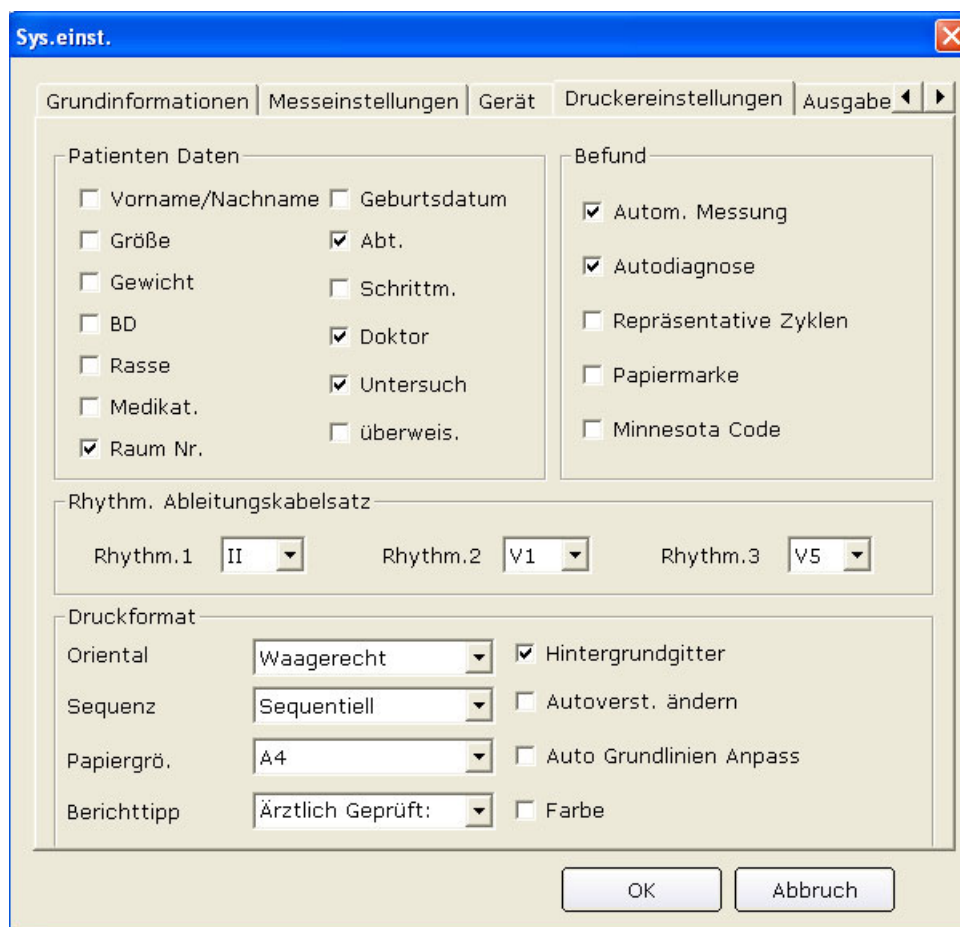 Sys.einst.
Grundinformationen Messeinstellungen Gerät Druckereinstellungen Ausgabe
Patienten Daten
Vorname/Nachname Geburtsdatum
Größe Abt.
Gewicht Schrittm.
BD Doktor
Rasse Untersuch
Medikat. überweis.
Raum Nr.
Befund
Autom. Messung
Autodiagnose
Repräsentative Zyklen
Papiermarke
Minnesota Code
Rhythm. Ableitungskabelsatz
Rhythm.1 II Rhythm.2 V1 Rhythm.3 V5
Druckformat
Oriental Waagerecht Hintergrundgitter
Sequenz Sequentiell Autoverst. ändern
Papiergrö. A4 Auto Grundlinien Anpass
Berichttipp Ärztlich Geprüft: Farbe
OK Abbruch